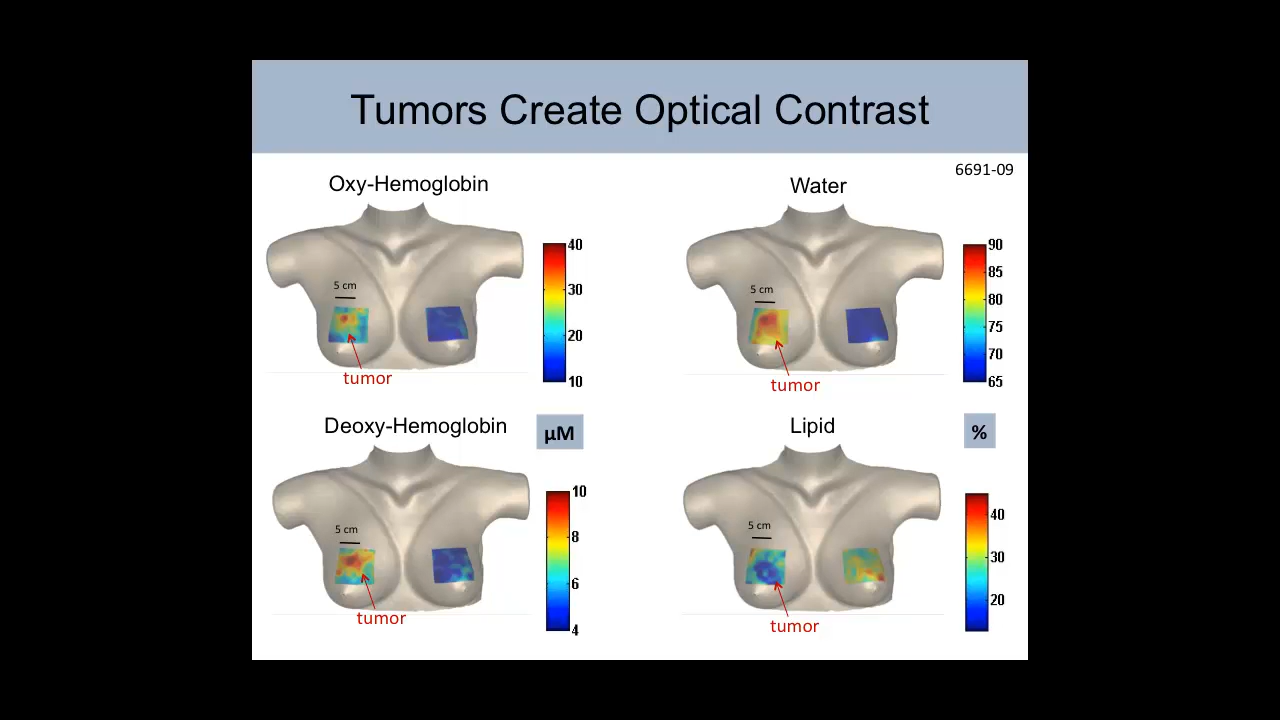 Tumors Create Optical Contrast
6691-09
Oxy-Hemoglobin
5 cm
tumor
40
30
20
10
Water
5 cm
tumor
90
85
80
75
70
65
Deoxy-Hemoglobin
µM
5 cm
tumor
10
8
6
4
Lipid
%
5 cm
tumor
40
30
20